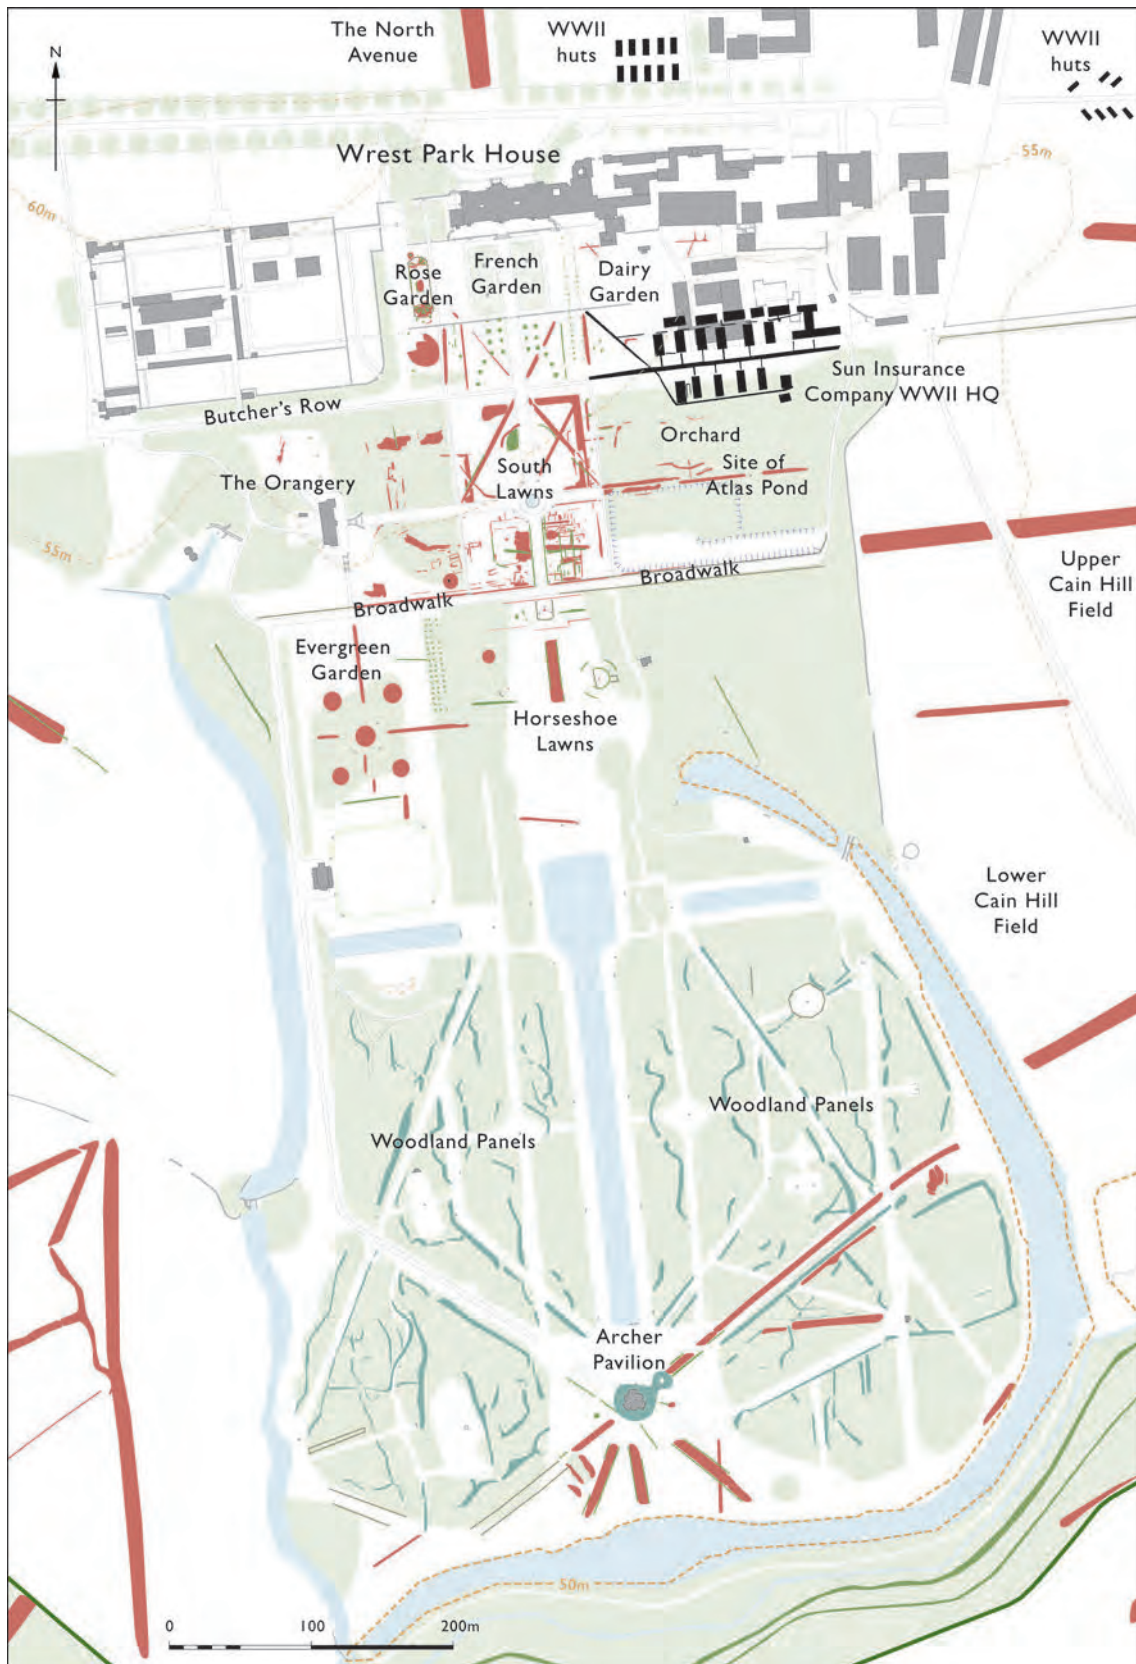 The North
Avenue
WWII
huts
WWII
huts
N
Wrest Park House
55m
60m
Rose
Garden
French
Garden
Dairy
Garden
Sun Insurance
Company WWII HQ
Butcher's Row
Orchard
South
Lawns
Site of
Atlas Pond
The Orangery
55m
Upper
Cain Hill
Field
Broadwalk
Broadwalk
Evergreen
Garden
Horseshoe
Lawns
Lower
Cain Hill
Field
Woodland Panels
Woodland Panels
Archer
Pavilion
50m
0 100 200m